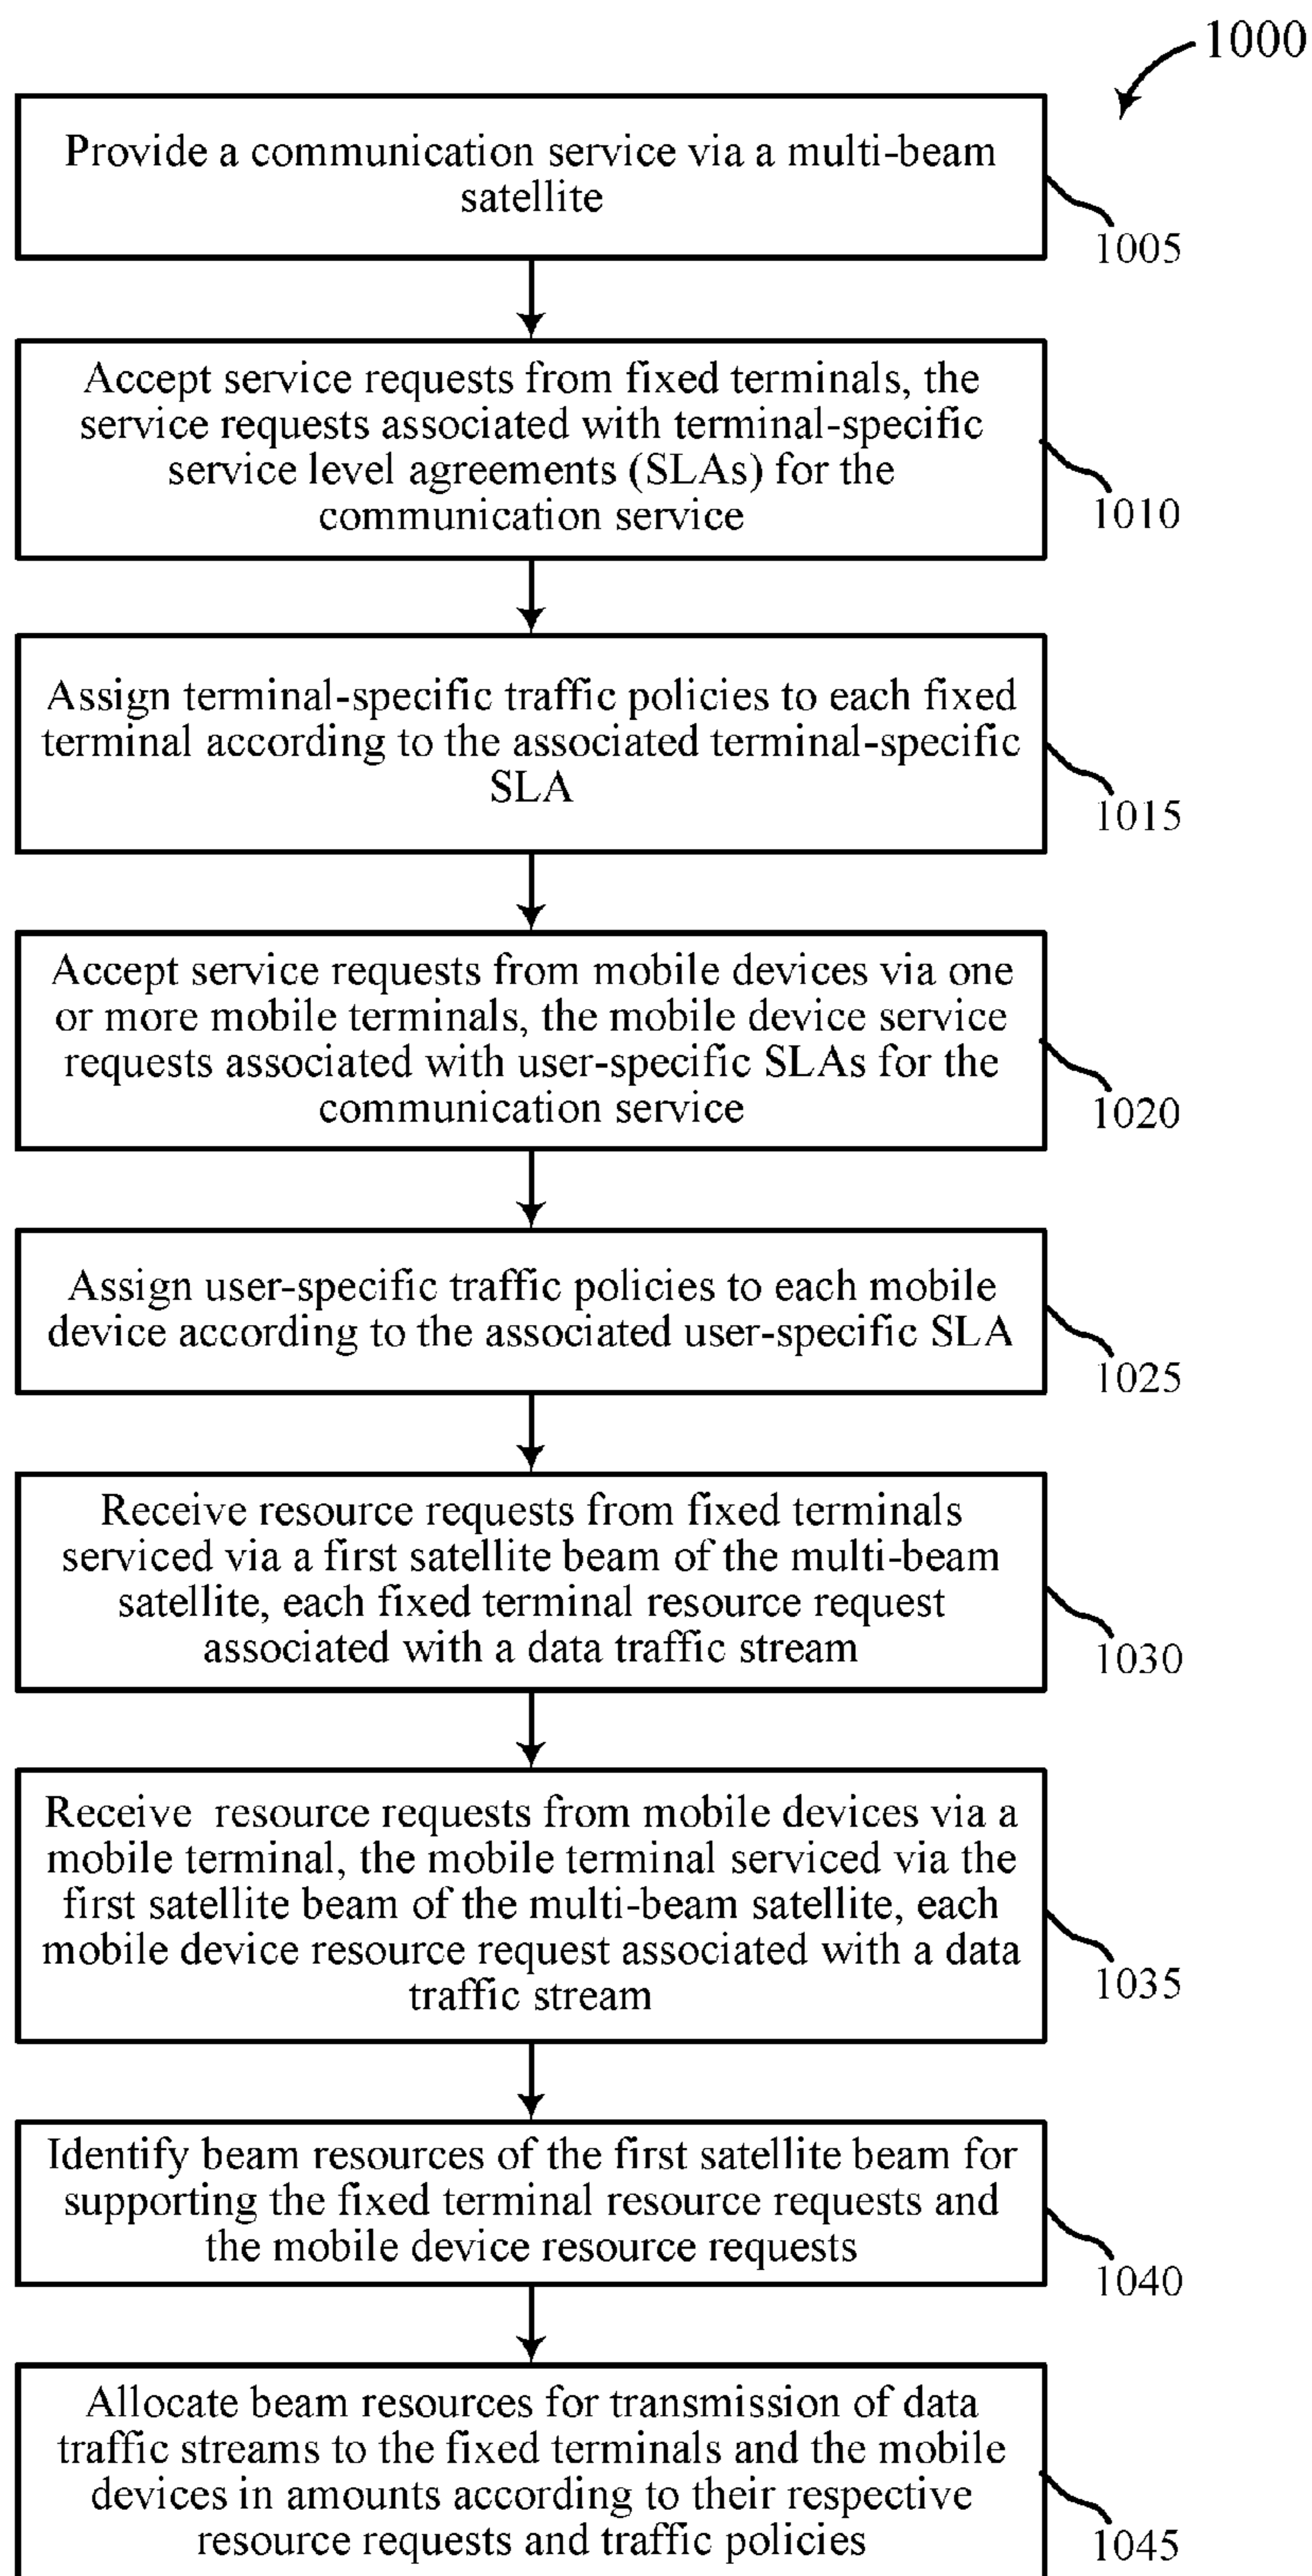 1000
Provide a communication service via a multi-beam
satellite
1005
Accept service requests from fixed terminals, the
service requests associated with terminal-specific
service level agreements (SLAs) for the
communication service
1010
Assign terminal-specific traffic policies to each fixed
terminal according to the associated terminal-specific
SLA
1015
Accept service requests from mobile devices via one
or more mobile terminals, the mobile device service
requests associated with user-specific SLAs for the
communication service
1020
Assign user-specific traffic policies to each mobile
device according to the associated user-specific SLA
1025
Receive resource requests from fixed terminals
serviced via a first satellite beam of the multi-beam
satellite, each fixed terminal resource request
associated with a data traffic stream
1030
Receive resource requests from mobile devices via a
mobile terminal, the mobile terminal serviced via the
first satellite beam of the multi-beam satellite, each
mobile device resource request associated with a data
traffic stream
1035
Identify beam resources of the first satellite beam for
supporting the fixed terminal resource requests and
the mobile device resource requests
1040
Allocate beam resources for transmission of data
traffic streams to the fixed terminals and the mobile
devices in amounts according to their respective
resource requests and traffic policies
1045